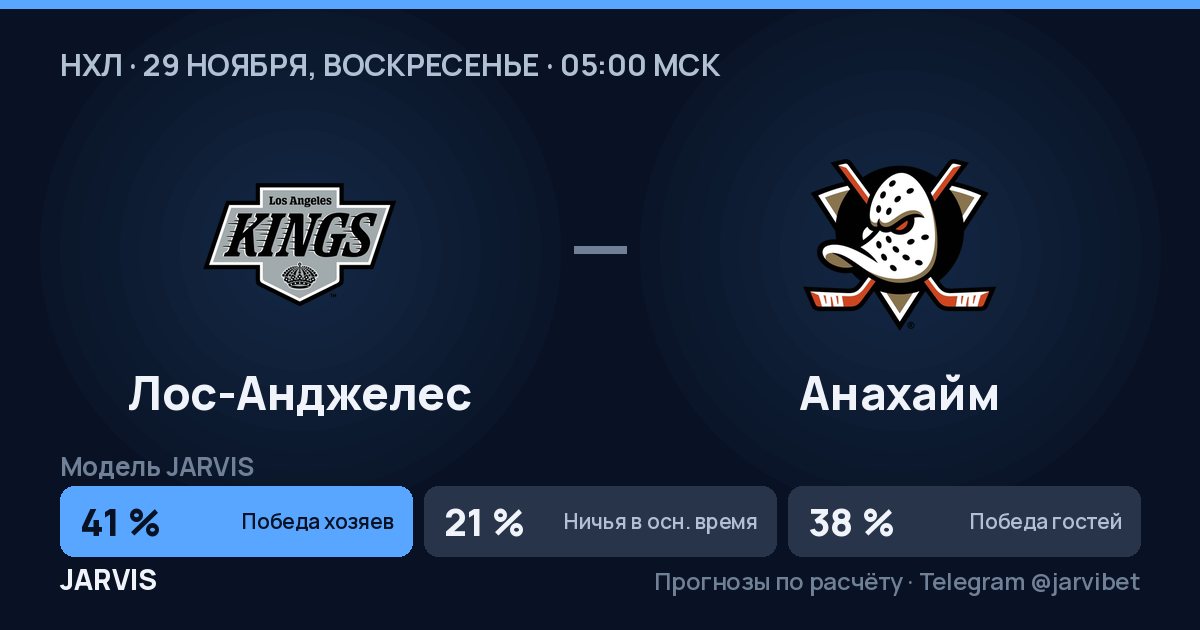 НХЛ · 29 НОЯБРЯ, ВОСКРЕСЕНЬЕ · 05:00 МСК
Los Angeles
KINGS
–
Лос-Анджелес
Анахайм
Модель JARVIS
41 % Победа хозяев
21 % Ничья в осн. время
38 % Победа гостей
JARVIS
Прогнозы по расчёту · Telegram @jarvibet